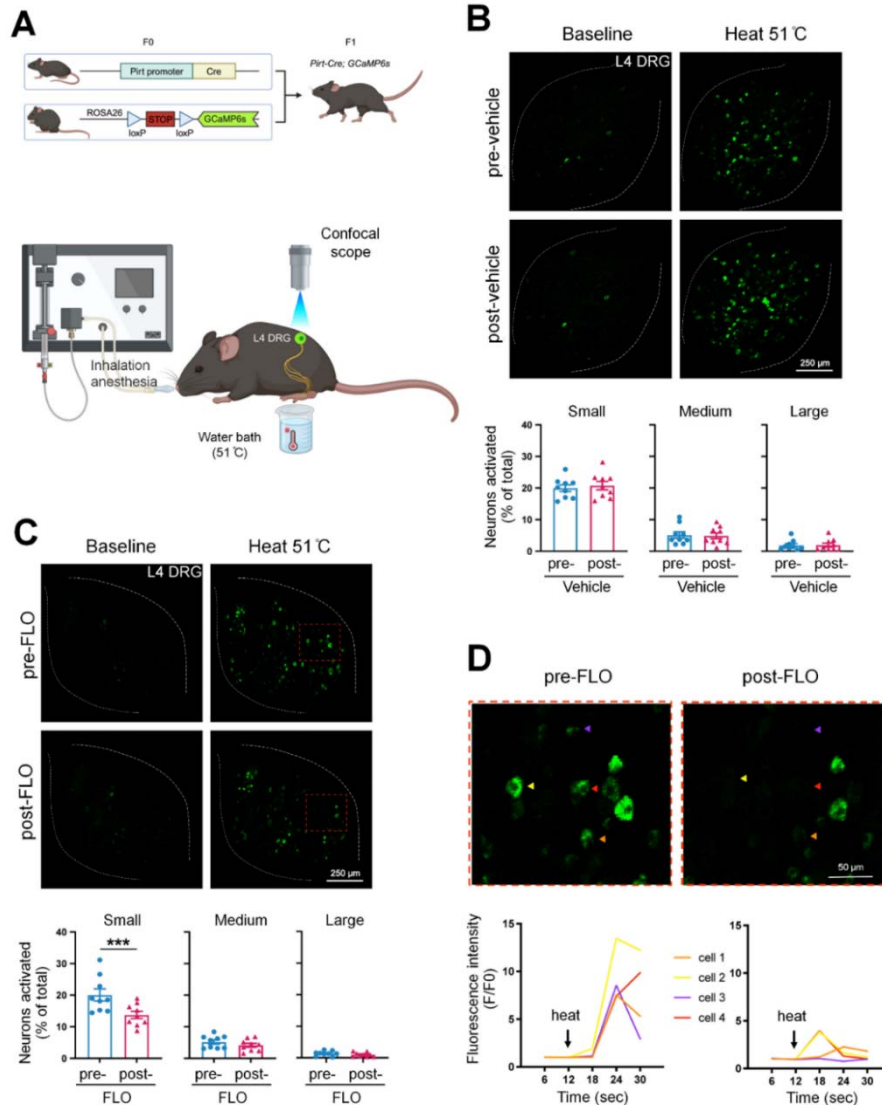 A
F0
F1
Pirt promoter
Cre
Pirt-Cre; GCaMP6s
ROSA26
STOP
GCaMP6s
loxP
loxP
Confocal
scope
L4 DRG
Inhalation
anesthesia
Water bath
(51℃)
B
Baseline
Heat 51℃
L4 DRG
pre-vehicle
post-vehicle
250 µm
Small
Medium
Large
Neurons activated
(% of total)
40
30
20
10
0
pre-
post-
pre-
post-
pre-
post-
Vehicle
Vehicle
Vehicle
C
Baseline
Heat 51℃
L4 DRG
pre-FLO
post-FLO
250 µm
Small
Medium
Large
***
Neurons activated
(% of total)
40
30
20
10
0
pre-
post-
pre-
post-
pre-
post-
FLO
FLO
FLO
D
pre-FLO
post-FLO
50 µm
Fluorescence intensity
(F/F0)
15
10
5
0
heat
6
12
18
24
30
Time (sec)
cell 1
cell 2
cell 3
cell 4
15
10
5
0
heat
6
12
18
24
30
Time (sec)